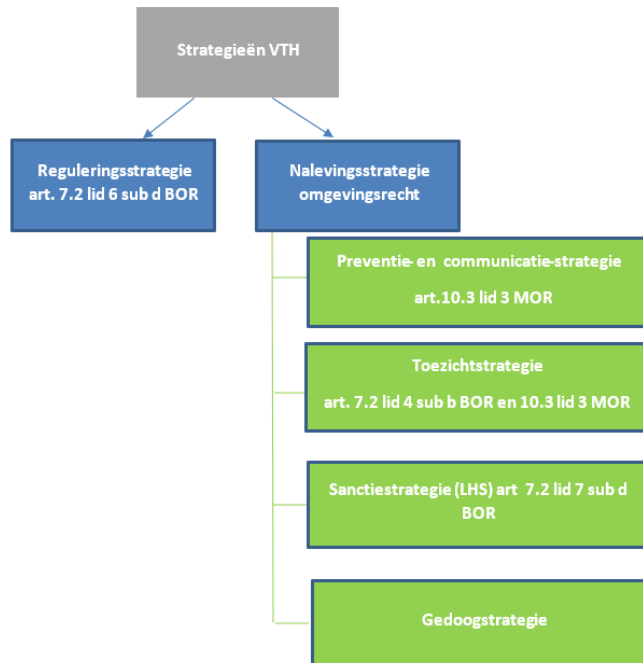 Strategieën VTH
Reguleringsstrategie
art. 7.2 lid 6 sub d BOR
Nalevingsstrategie
omgevingsrecht
Preventie- en communicatie-strategie
art.10.3 lid 3 MOR
Toezichtstrategie
art. 7.2 lid 4 sub b BOR en 10.3 lid 3 MOR
Sanctiestrategie (LHS) art 7.2 lid 7 sub d
BOR
Gedoogstrategie